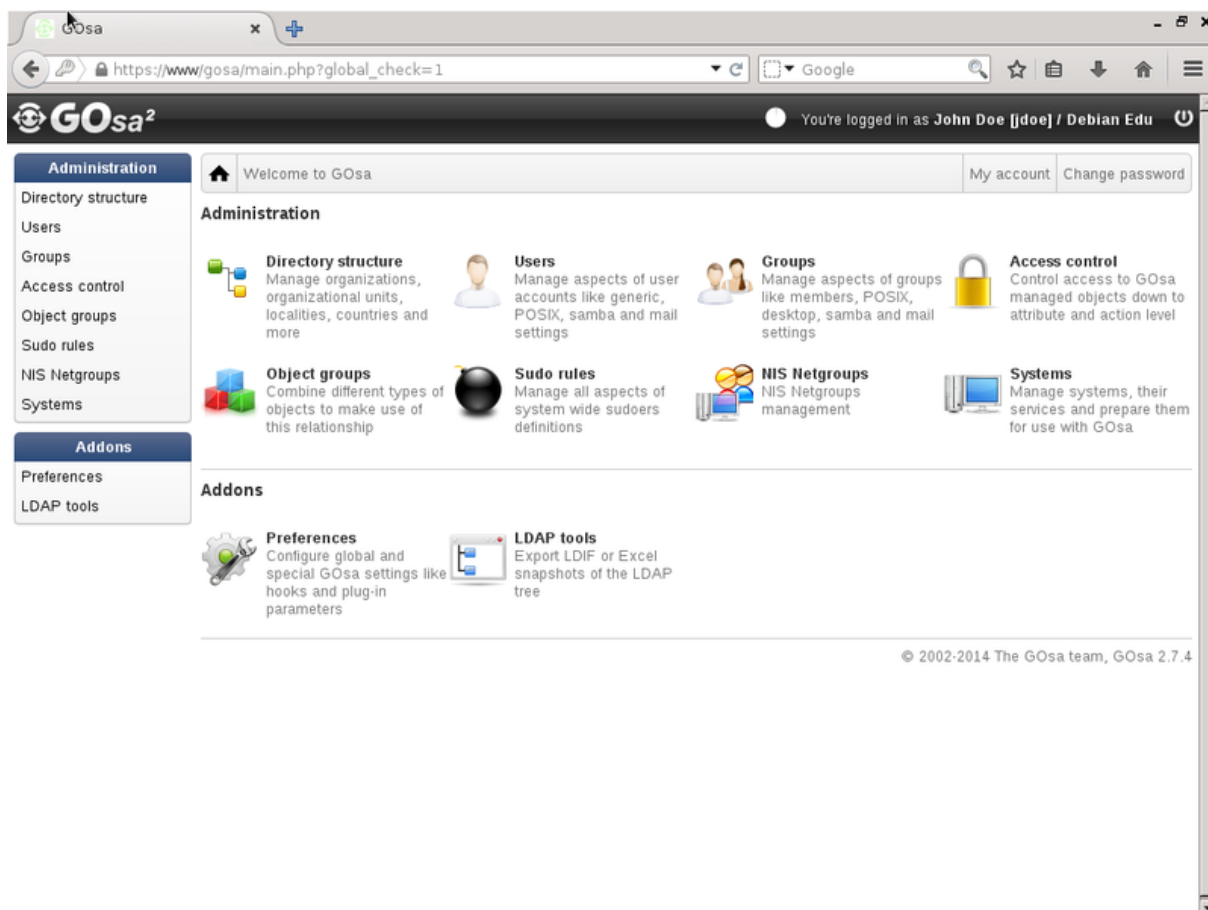 GOsa
https://www/gosa/main.php?global_check=1
Google
GOsa²
You're logged in as John Doe [jdoe] / Debian Edu
Administration
Directory structure
Users
Groups
Access control
Object groups
Sudo rules
NIS Netgroups
Systems
Addons
Preferences
LDAP tools
Welcome to GOsa
My account
Change password
Administration
Directory structure
Manage organizations,
organizational units,
localities, countries and
more
Users
Manage aspects of user
accounts like generic,
POSIX, samba and mail
settings
Groups
Manage aspects of groups
like members, POSIX,
desktop, samba and mail
settings
Access control
Control access to GOsa
managed objects down to
attribute and action level
Object groups
Combine different types of
objects to make use of
this relationship
Sudo rules
Manage all aspects of
system wide sudoers
definitions
NIS Netgroups
NIS Netgroups
management
Systems
Manage systems, their
services and prepare them
for use with GOsa
Addons
Preferences
Configure global and
special GOsa settings like
hooks and plug-in
parameters
LDAP tools
Export LDIF or Excel
snapshots of the LDAP
tree
© 2002-2014 The GOsa team, GOsa 2.7.4